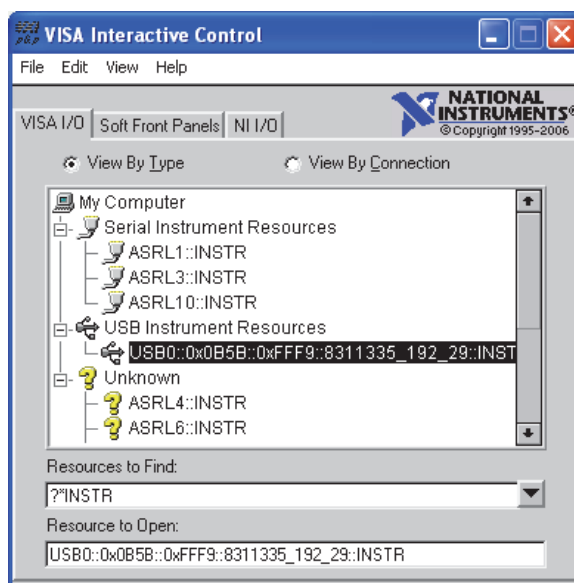 VISA Interactive Control
File Edit View Help
NATIONAL
INSTRUMENTS®
© Copyright 1995-2006
VISA I/O Soft Front Panels NI I/O
View By Type View By Connection
My Computer
Serial Instrument Resources
ASRL1::INSTR
ASRL3::INSTR
ASRL10::INSTR
USB Instrument Resources
USB0::0x0B5B::0xFFF9::8311335_192_29::INST
Unknown
ASRL4::INSTR
ASRL6::INSTR
Resources to Find:
?*INSTR
Resource to Open:
USB0::0x0B5B::0xFFF9::8311335_192_29::INSTR